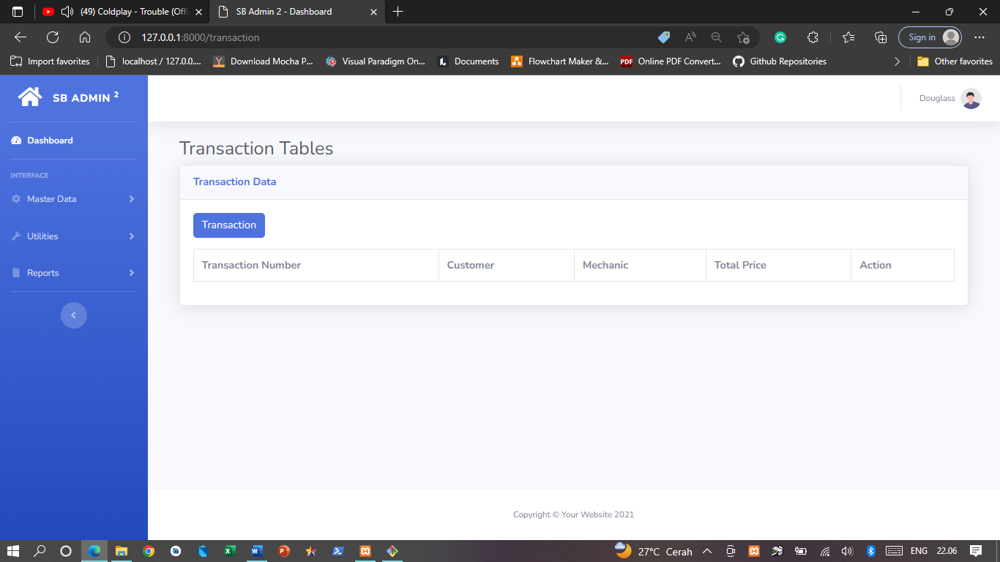 (49) Coldplay - Trouble (Offi
SB Admin 2 - Dashboard
127.0.0.1:8000/transaction
Sign in
Import favorites
localhost / 127.0.0....
Download Mocha P...
Visual Paradigm On...
Documents
Flowchart Maker &...
PDF
Online PDF Convert...
Github Repositories
Other favorites
SB ADMIN 2
Douglass
Dashboard
INTERFACE
Master Data
Utilities
Reports
Transaction Tables
Transaction Data
Transaction
Transaction Number Customer Mechanic Total Price Action
Copyright © Your Website 2021
27°C Cerah
ENG
22.06